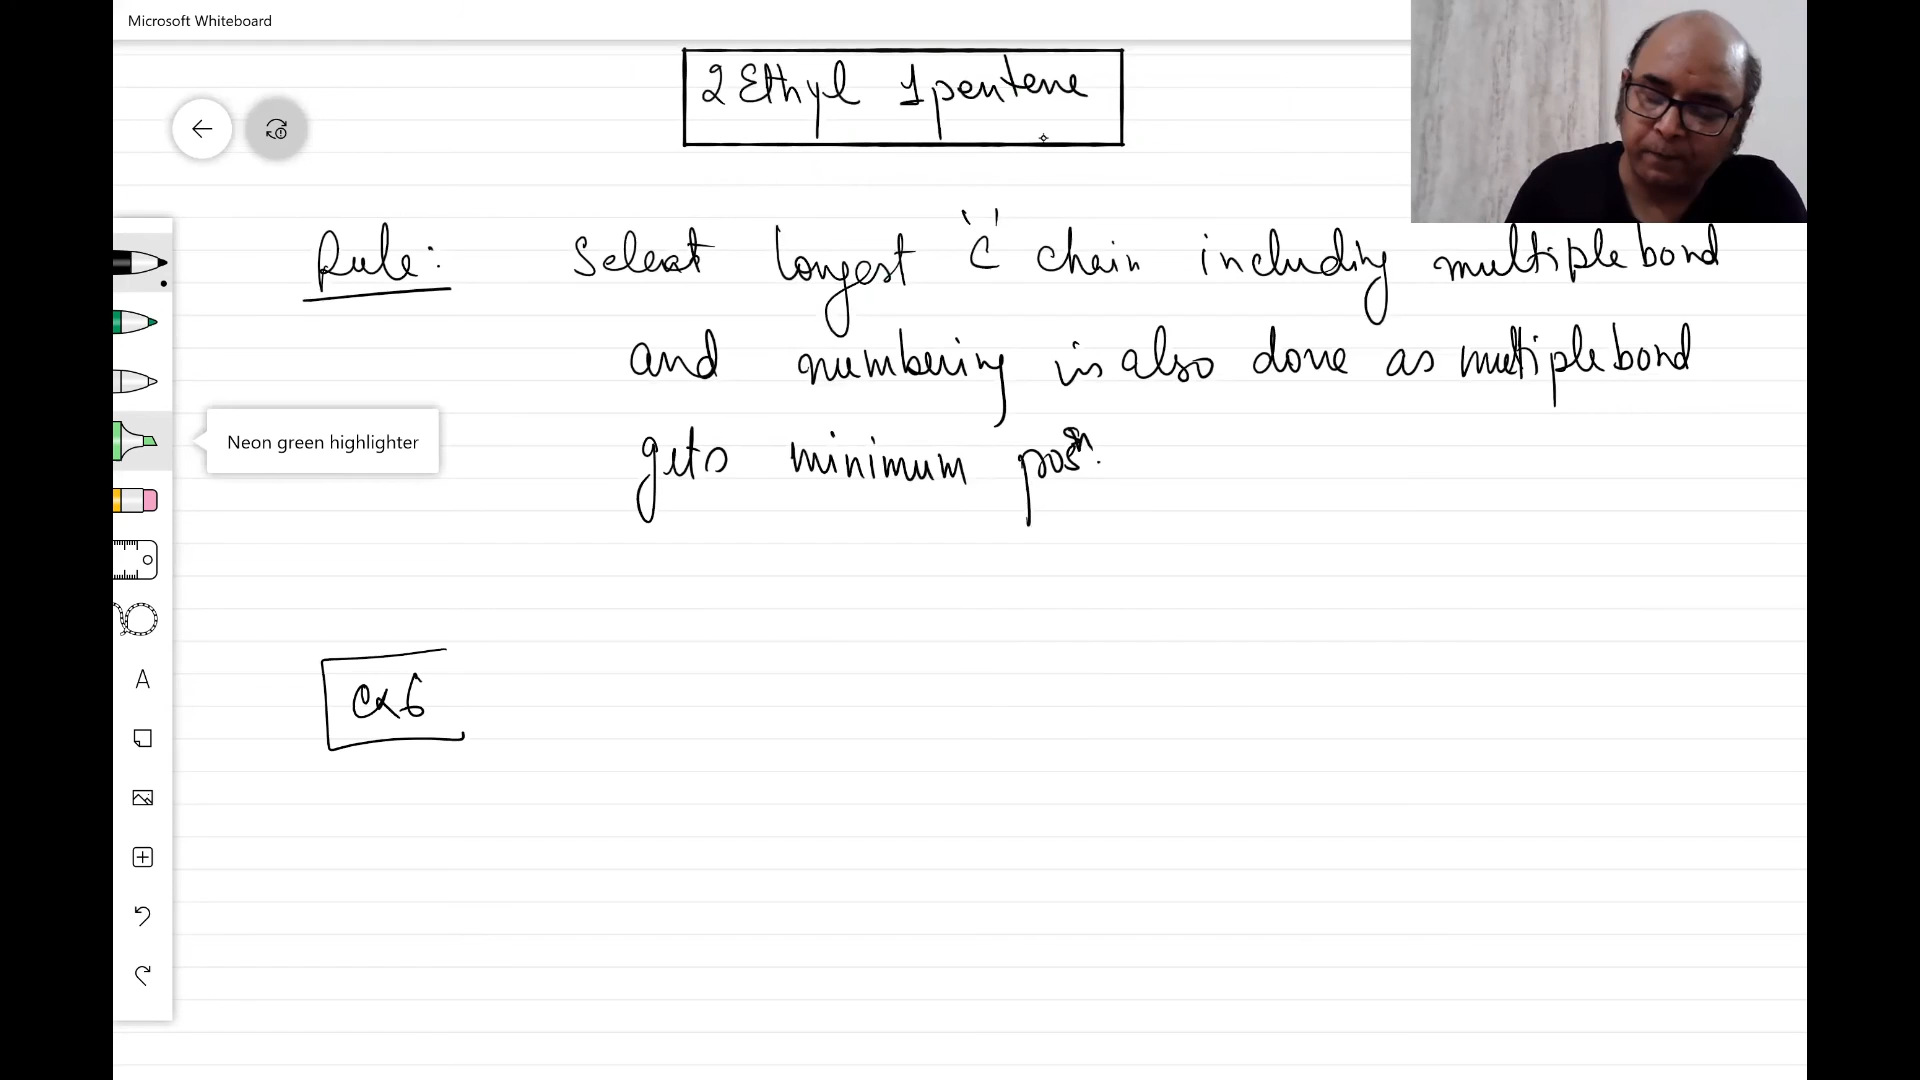 Microsoft Whiteboard
2 Ethyl 1 pentene
Rule: Select longest 'C' chain including multiple bond
and numbering is also done as multiple bond
gets minimum posn.
Neon green highlighter
A
ex 6